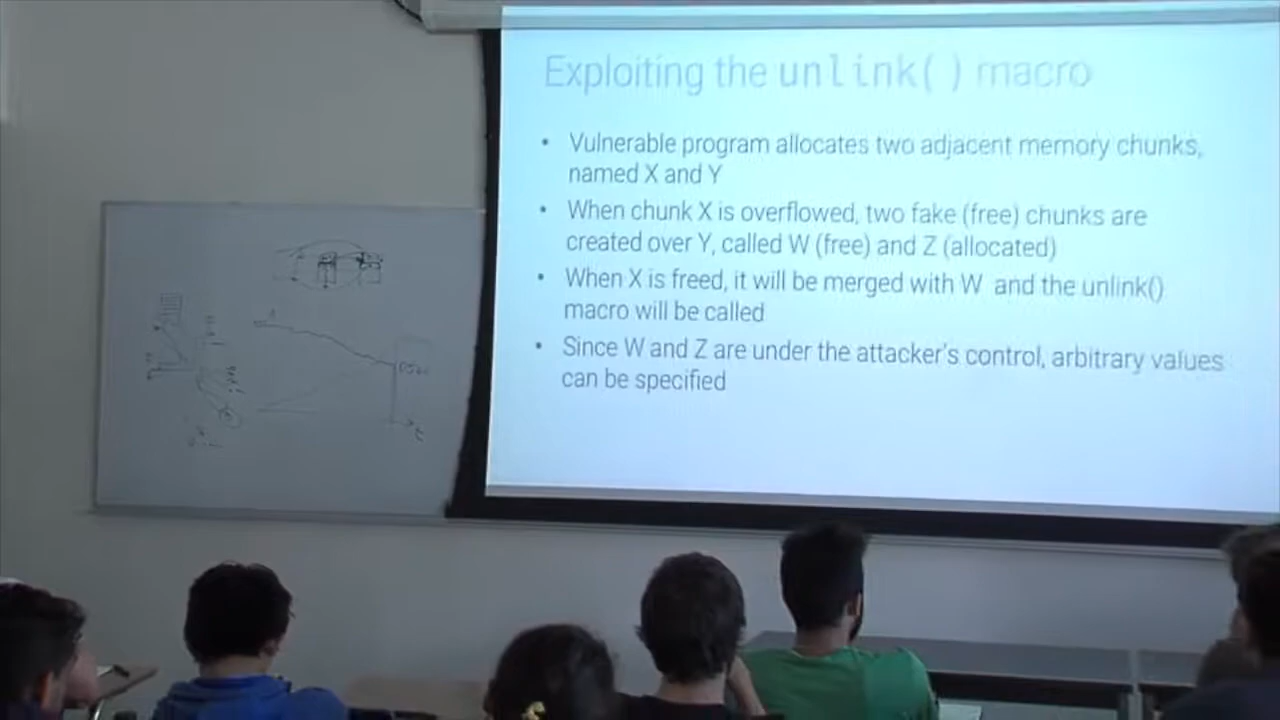 Exploiting the unlink() macro
• Vulnerable program allocates two adjacent memory chunks,
named X and Y
• When chunk X is overflowed, two fake (free) chunks are
created over Y, called W (free) and Z (allocated)
• When X is freed, it will be merged with W and the unlink()
macro will be called
• Since W and Z are under the attacker's control, arbitrary values
can be specified